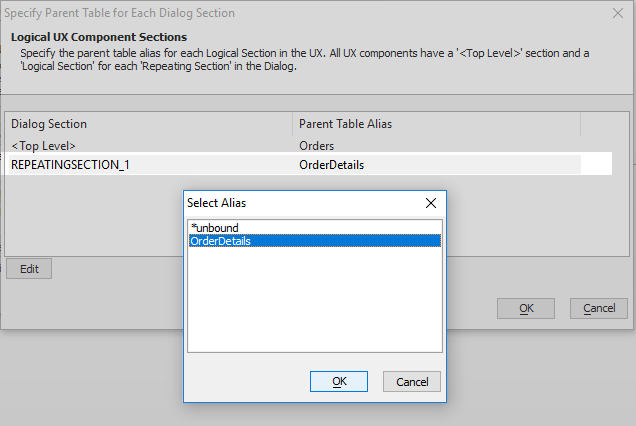 Specify Parent Table for Each Dialog Section
Logical UX Component Sections
Specify the parent table alias for each Logical Section in the UX. All UX components have a '<Top Level>' section and a
'Logical Section' for each 'Repeating Section' in the Dialog.
Dialog Section Parent Table Alias
<Top Level> Orders
REPEATINGSECTION_1 OrderDetails
Select Alias
*unbound
OrderDetails
Edit
OK Cancel
OK Cancel